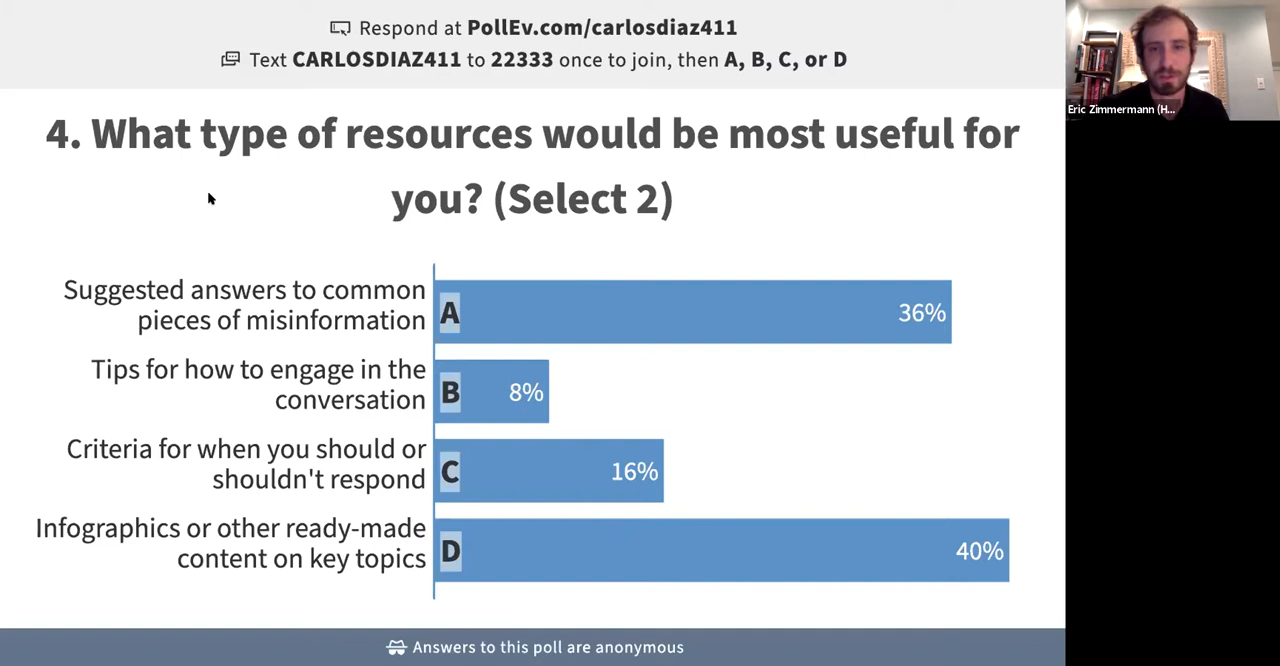 Respond at PollEv.com/carlosdiaz411
Text CARLOSDIAZ411 to 22333 once to join, then A, B, C, or D
Eric Zimmermann (H...
4. What type of resources would be most useful for
you? (Select 2)
Suggested answers to common
pieces of misinformation
A
36%
Tips for how to engage in the
conversation
B
8%
Criteria for when you should or
shouldn't respond
C
16%
Infographics or other ready-made
content on key topics
D
40%
Answers to this poll are anonymous